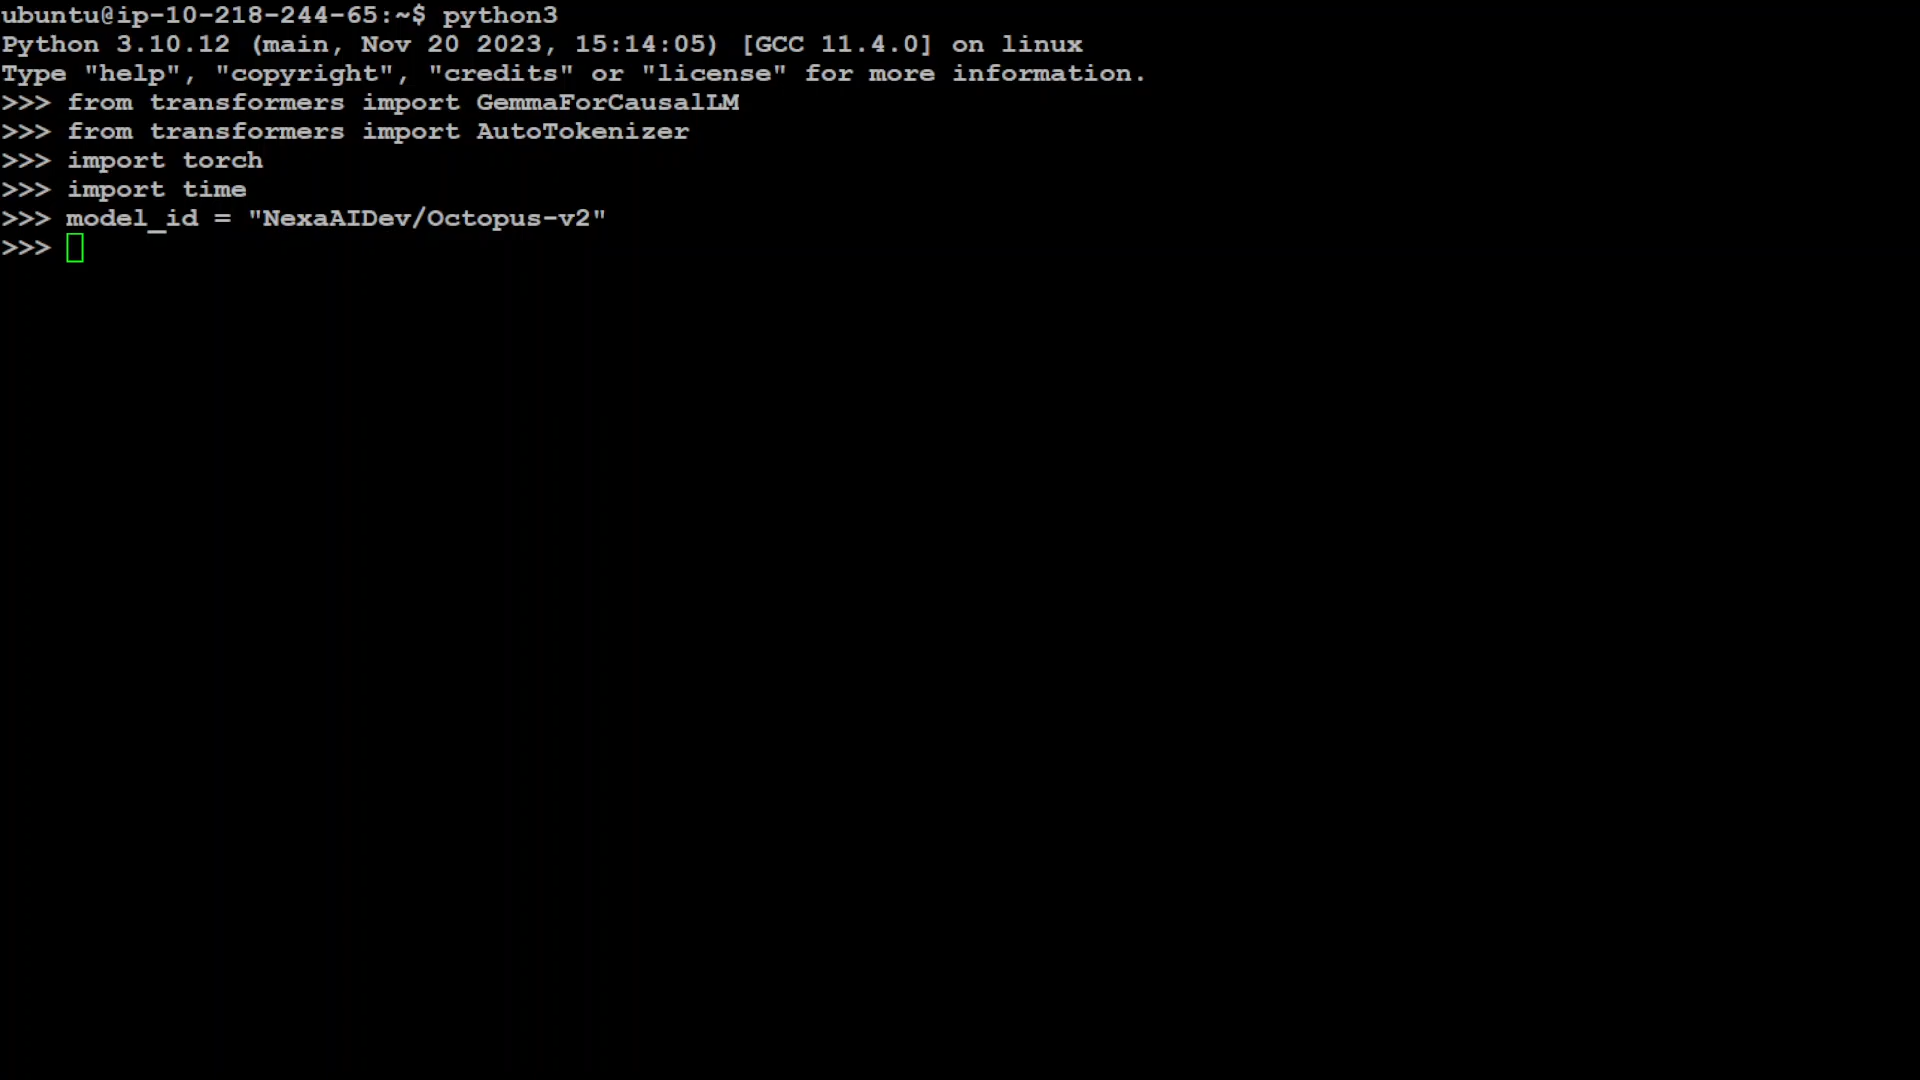 ubuntu@ip-10-218-244-65:~$ python3
Python 3.10.12 (main, Nov 20 2023, 15:14:05) [GCC 11.4.0] on linux
Type "help", "copyright", "credits" or "license" for more information.
>>> from transformers import GemmaForCausalLM
>>> from transformers import AutoTokenizer
>>> import torch
>>> import time
>>> model_id = "NexaAIDev/Octopus-v2"
>>>